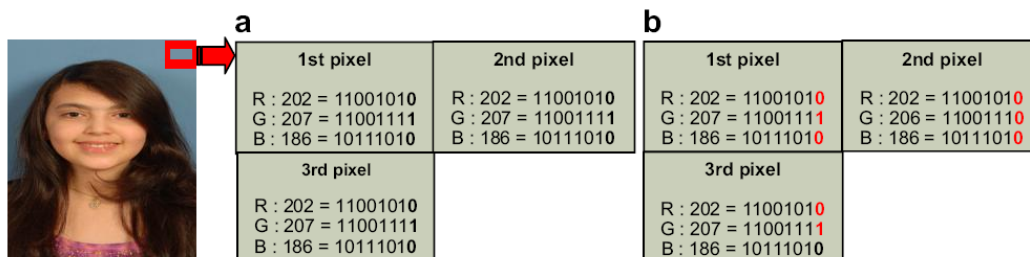 a
1st pixel
R : 202 = 11001010
G : 207 = 11001111
B : 186 = 10111010
2nd pixel
R : 202 = 11001010
G : 207 = 11001111
B : 186 = 10111010
3rd pixel
R : 202 = 11001010
G : 207 = 11001111
B : 186 = 10111010
b
1st pixel
R : 202 = 11001010
G : 207 = 11001111
B : 186 = 10111010
2nd pixel
R : 202 = 11001010
G : 206 = 11001110
B : 186 = 10111010
3rd pixel
R : 202 = 11001010
G : 207 = 11001111
B : 186 = 10111010